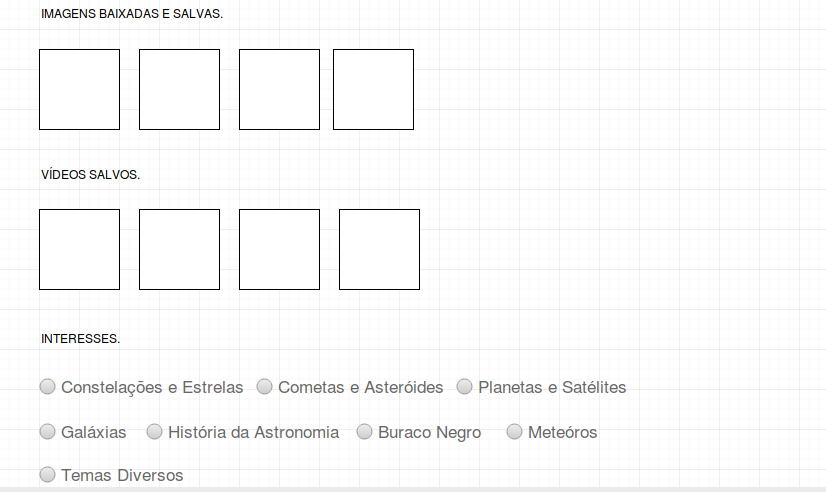 IMAGENS BAIXADAS E SALVAS.
VÍDEOS SALVOS.
INTERESSES.
Constelações e Estrelas Cometas e Asteróides Planetas e Satélites
Galáxias História da Astronomia Buraco Negro Meteóros
Temas Diversos